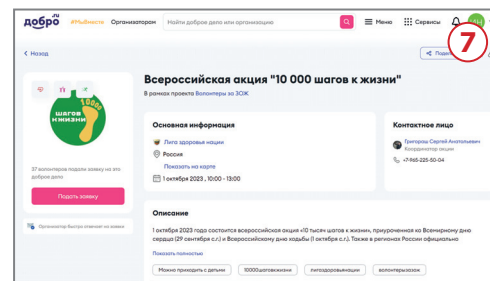 добро.ru
#МыВместе Организаторам Найти доброе дело или организацию Меню Сервисы
7
Назад
Всероссийская акция "10 000 шагов к жизни"
В рамках проекта Волонтеры за ЗОЖ
10000
ШАГОВ
К ЖИЗНИ
37 волонтеров подали заявку на это
доброе дело
Подать заявку
Организатор быстро отвечает на заявки
Основная информация
Лига здоровья нации
Россия
Показать на карте
1 октября 2023 , 10:00 - 13:00
Контактное лицо
Григораш Сергей Анатольевич
Координатор акции
+7-965-225-50-04
Описание
1 октября 2023 года состоится всероссийская акция «10 тысяч шагов к жизни», приуроченная ко Всемирному дню
сердца (29 сентября с.г.) и Всероссийскому дню ходьбы (1 октября с.г.). Также в регионах России официально
Показать полностью
Можно приходить с детьми 10000шаговкжизни лигаздоровьянации волонтерызазож